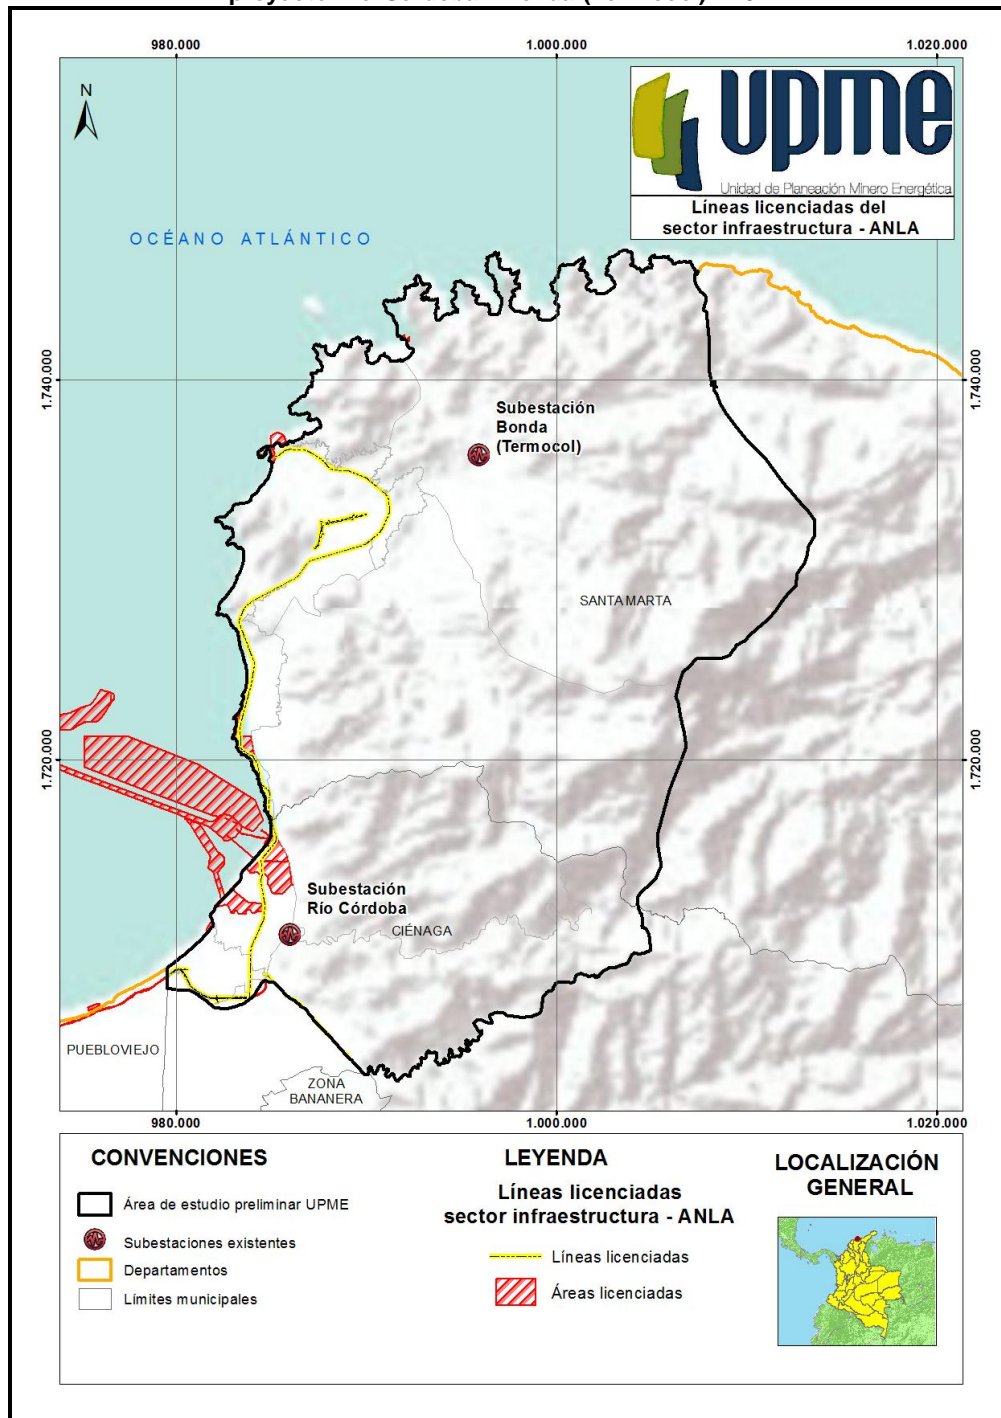 980.000
1.000.000
1.020.000
N
upme
Unidad de Planeación Minero Energética
Líneas licenciadas del
sector infraestructura - ANLA
OCÉANO ATLÁNTICO
1.740.000
1.740.000
Subestación
Bonda
(Termocol)
SANTA MARTA
1.720.000
1.720.000
Subestación
Río Córdoba
CIÉNAGA
PUEBLOVIEJO
ZONA
BANANERA
980.000
1.000.000
1.020.000
CONVENCIONES
Área de estudio preliminar UPME
Subestaciones existentes
Departamentos
Límites municipales
LEYENDA
Líneas licenciadas
sector infraestructura - ANLA
Líneas licenciadas
Áreas licenciadas
LOCALIZACIÓN
GENERAL